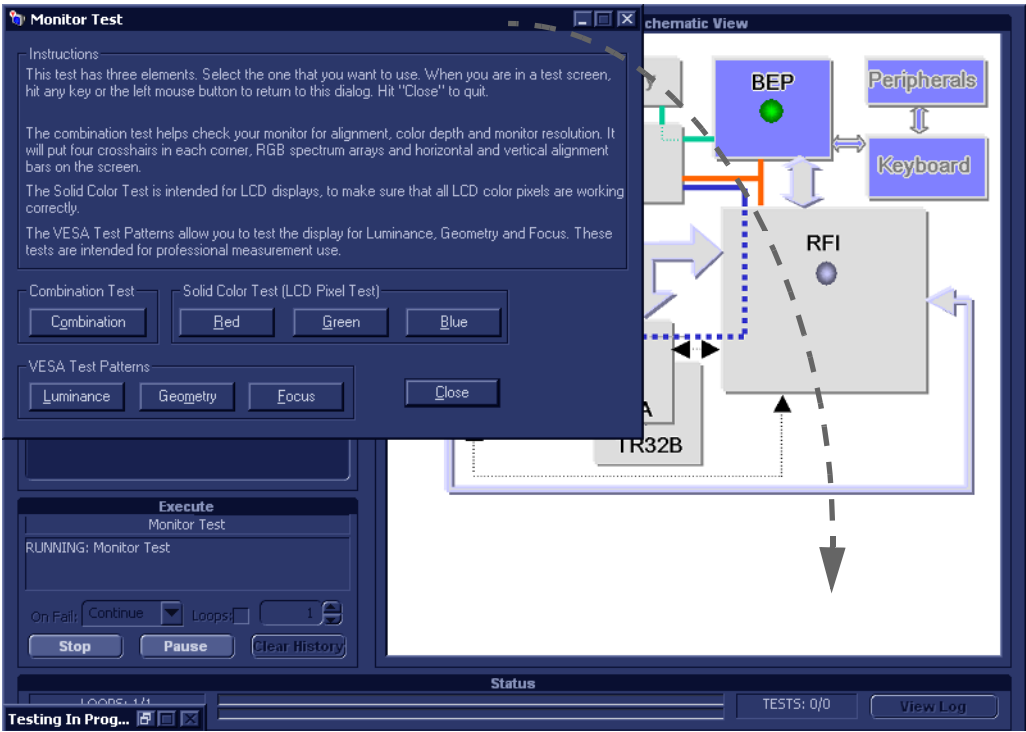 Monitor Test
chematic View
Instructions
This test has three elements. Select the one that you want to use. When you are in a test screen,
hit any key or the left mouse button to return to this dialog. Hit "Close" to quit.
The combination test helps check your monitor for alignment, color depth and monitor resolution. It
will put four crosshairs in each corner, RGB spectrum arrays and horizontal and vertical alignment
bars on the screen.
The Solid Color Test is intended for LCD displays, to make sure that all LCD color pixels are working
correctly.
The VESA Test Patterns allow you to test the display for Luminance, Geometry and Focus. These
tests are intended for professional measurement use.
Combination Test
Combination
Solid Color Test (LCD Pixel Test)
Red
Green
Blue
VESA Test Patterns
Luminance
Geometry
Focus
Close
y
BEP
Peripherals
Keyboard
RFI
A
TR32B
Execute
Monitor Test
RUNNING: Monitor Test
On Fail: Continue
Loops: 1
Stop
Pause
Clear History
Status
LOOPS: 1/1
TESTS: 0/0
View Log
Testing In Prog...